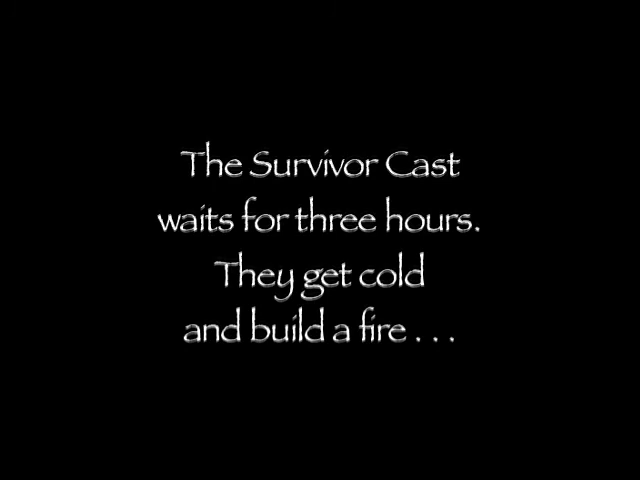 The Survivor Cast
waits for three hours.
They get cold
and build a fire . . .